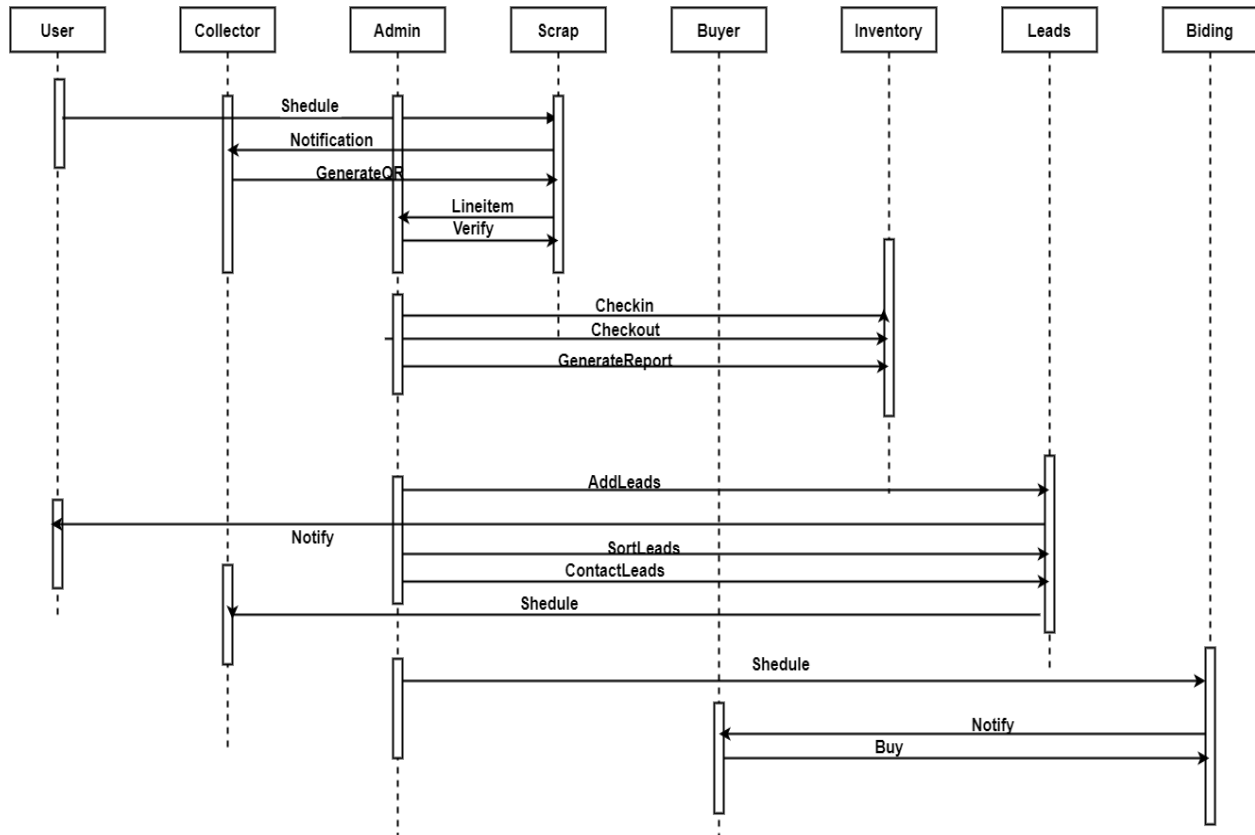 User
Collector
Admin
Scrap
Buyer
Inventory
Leads
Biding
Shedule
Notification
GenerateQR
Lineitem
Verify
Checkin
Checkout
GenerateReport
AddLeads
Notify
SortLeads
ContactLeads
Shedule
Shedule
Notify
Buy